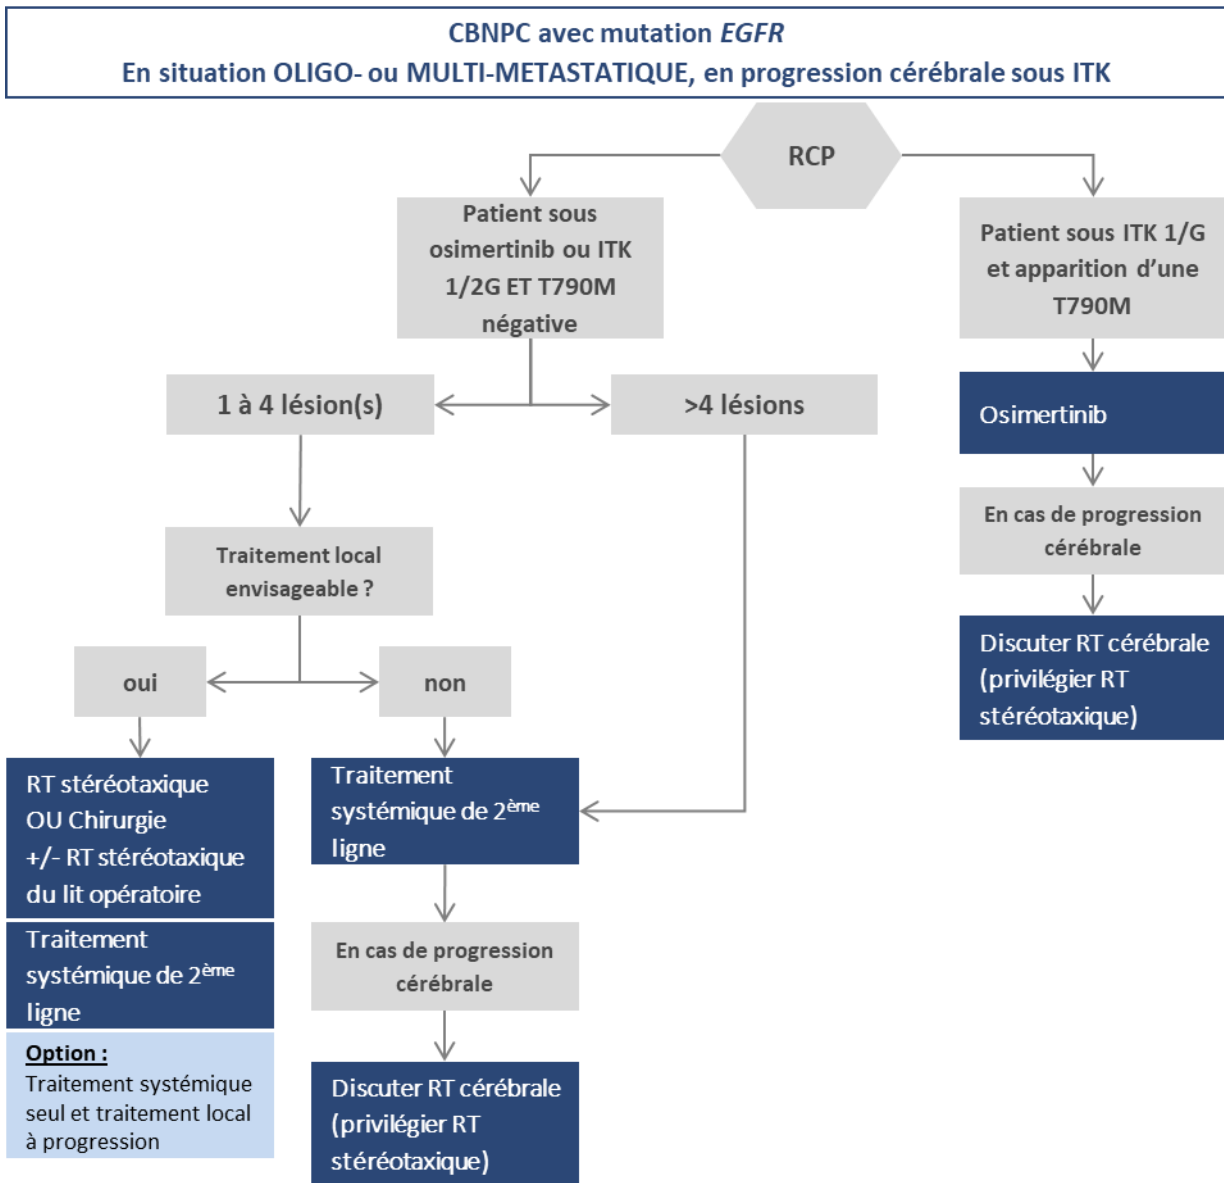 CBNPC avec mutation EGFR
En situation OLIGO- ou MULTI-METASTATIQUE, en progression cérébrale sous ITK
RCP
Patient sous
osimertinib ou ITK
1/2G ET T790M
négative
Patient sous ITK 1/G
et apparition d'une
T790M
1 à 4 lésion(s)
>4 lésions
Osimertinib
En cas de progression
cérébrale
Traitement local
envisageable ?
Discuter RT cérébrale
(privilégier RT
stéréotaxique)
oui
non
RT stéréotaxique
OU Chirurgie
+/- RT stéréotaxique
du lit opératoire
Traitement
systémique de 2ème
ligne
Option :
Traitement systémique
seul et traitement local
à progression
Traitement
systémique de 2ème
ligne
En cas de progression
cérébrale
Discuter RT cérébrale
(privilégier RT
stéréotaxique)